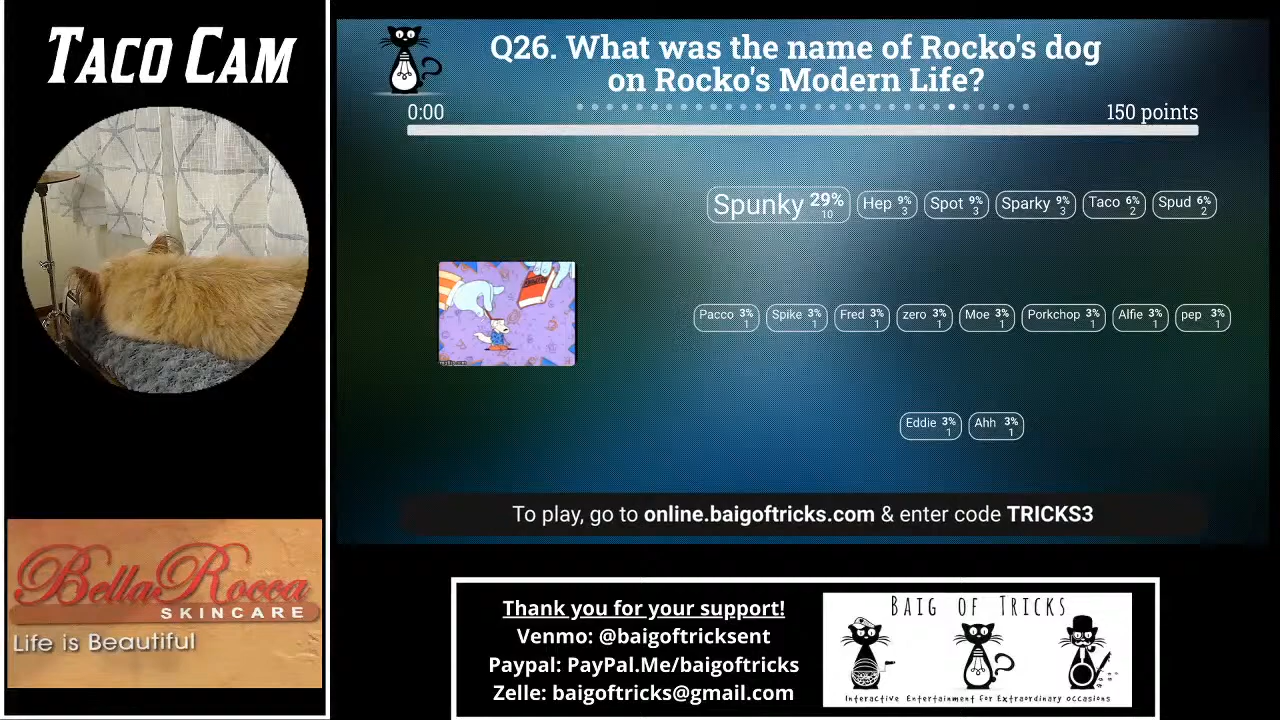 TACO CAM
Q26. What was the name of Rocko's dog
on Rocko's Modern Life?
0:00
150 points
Spunky 29% 10
Hep 9% 3
Spot 9% 3
Sparky 9% 3
Taco 6% 2
Spud 6% 2
Pacco 3% 1
Spike 3% 1
Fred 3% 1
zero 3% 1
Moe 3% 1
Porkchop 3% 1
Alfie 3% 1
pep 3% 1
Eddie 3% 1
Ahh 3% 1
To play, go to online.baigoftricks.com & enter code TRICKS3
BellaRocca
SKINCARE
Life is Beautiful
Thank you for your support!
Venmo: @baigoftricksent
Paypal: PayPal.Me/baigoftricks
Zelle: baigoftricks@gmail.com
BAIG OF TRICKS
Interactive Entertainment for Extraordinary occasions